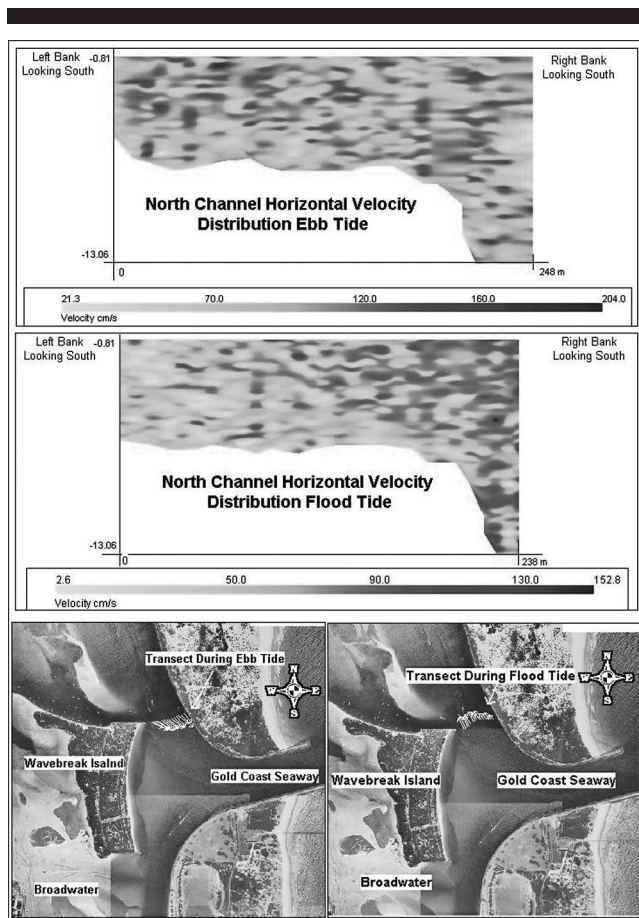 Left Bank
Looking South
-0.81
Right Bank
Looking South
North Channel Horizontal Velocity
Distribution Ebb Tide
-13.06
0
248 m
21.3 70.0 120.0 160.0 204.0
Velocity cm/s
Left Bank
Looking South
-0.81
Right Bank
Looking South
North Channel Horizontal Velocity
Distribution Flood Tide
-13.06
0
238 m
2.6 50.0 90.0 130.0 152.8
Velocity cm/s
Transect During Ebb Tide
N
W E
S
Wavebreak Isalnd
Gold Coast Seaway
Broadwater
Transect During Flood Tide
N
W E
S
Wavebreak Island
Gold Coast Seaway
Broadwater